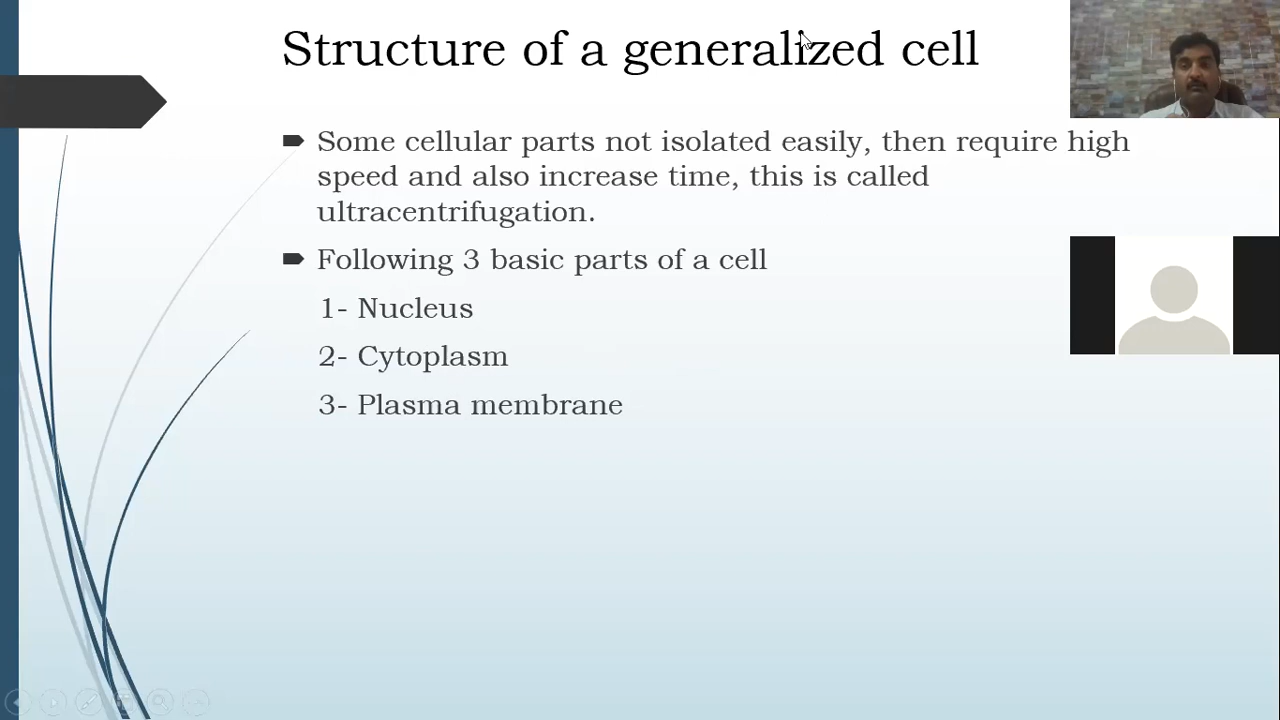 Structure of a generalized cell
Some cellular parts not isolated easily, then require high
speed and also increase time, this is called
ultracentrifugation.
Following 3 basic parts of a cell
1- Nucleus
2- Cytoplasm
3- Plasma membrane